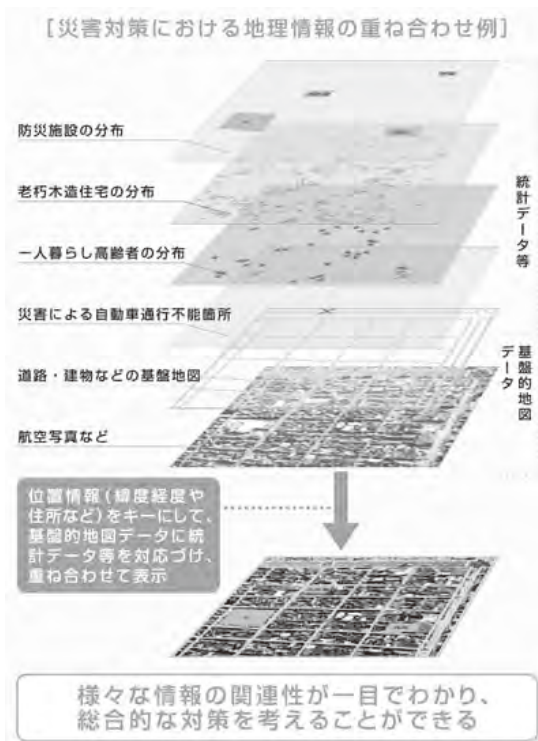 [災害対策における地理情報の重ね合わせ例]
防災施設の分布
老朽木造住宅の分布
一人暮らし高齢者の分布
災害による自動車通行不能箇所
道路・建物などの基盤地図
航空写真など
統計データ等
基盤的地図
データ
位置情報(緯度経度や
住所など)をキーにして、
基盤的地図データに統
計データ等を対応づけ、
重ね合わせて表示
様々な情報の関連性が一目でわかり、
総合的な対策を考えることができる